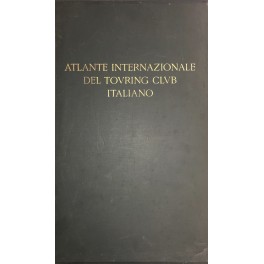 ATLANTE INTERNAZIONALE
DEL TOVRING CLVB
ITALIANO